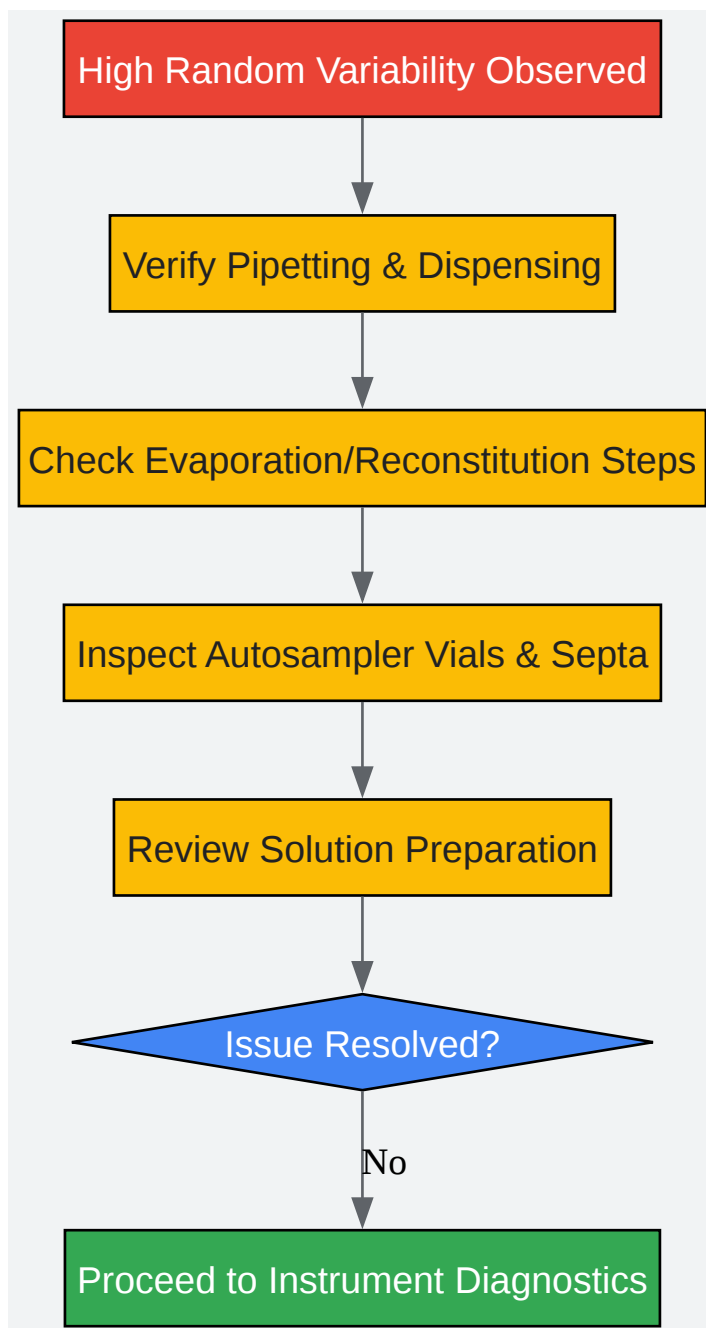 High Random Variability Observed
Verify Pipetting & Dispensing
Check Evaporation/Reconstitution Steps
Inspect Autosampler Vials & Septa
Review Solution Preparation
Issue Resolved?
No
Proceed to Instrument Diagnostics